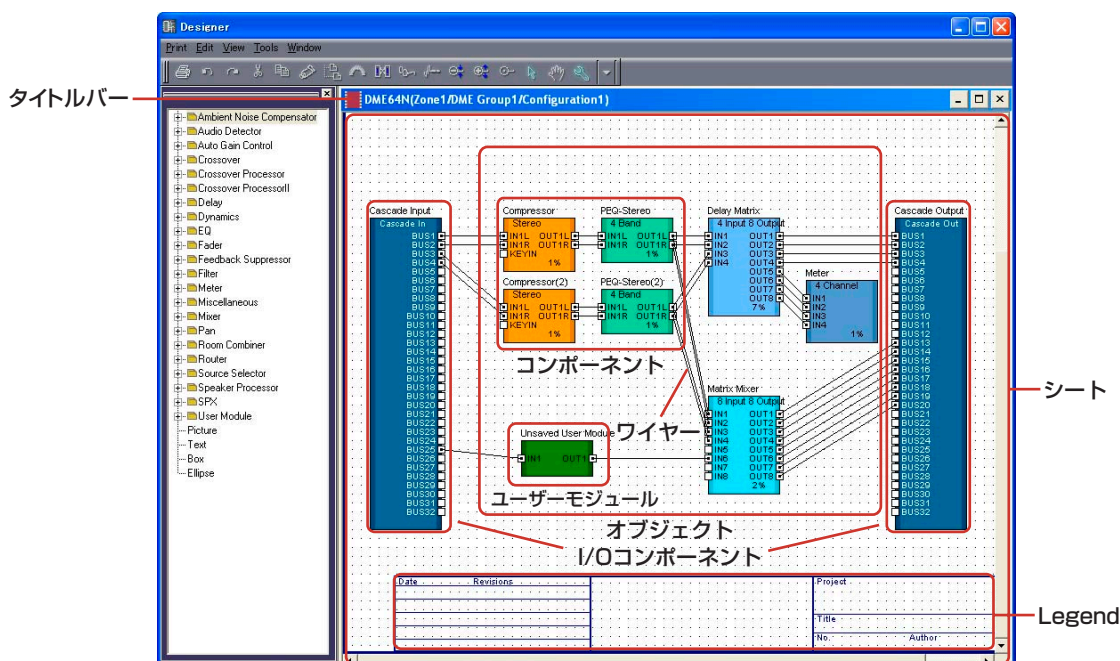 Designer
Print Edit View Tools Window
タイトルバー
DME64N(Zone1/DME Group1/Configuration1)
Ambient Noise Compensator
Audio Detector
Auto Gain Control
Crossover
Crossover Processor
Crossover ProcessorII
Delay
Dynamics
EQ
Fader
Feedback Suppressor
Filter
Meter
Miscellaneous
Mixer
Pan
Room Combiner
Router
Source Selector
Speaker Processor
SPX
User Module
Picture
Text
Box
Ellipse
Cascade Input
Cascade In
BUS1
BUS2
BUS3
BUS4
BUS5
BUS6
BUS7
BUS8
BUS9
BUS10
BUS11
BUS12
BUS13
BUS14
BUS15
BUS16
BUS17
BUS18
BUS19
BUS20
BUS21
BUS22
BUS23
BUS24
BUS25
BUS26
BUS27
BUS28
BUS29
BUS30
BUS31
BUS32
Compressor
Stereo
IN1L OUT1L
IN1R OUT1R
KEYIN
1%
PEQ-Stereo
4 Band
IN1L OUT1L
IN1R OUT1R
1%
Compressor(2)
Stereo
IN1L OUT1L
IN1R OUT1R
KEYIN
1%
PEQ-Stereo(2)
4 Band
IN1L OUT1L
IN1R OUT1R
1%
コンポーネント
Delay Matrix
4 Input 8 Output
IN1 OUT1
IN2 OUT2
IN3 OUT3
IN4 OUT4
OUT5
OUT6
OUT7
OUT8
7%
Meter
4 Channel
IN1
IN2
IN3
IN4
1%
Matrix Mixer
8 Input 8 Output
IN1 OUT1
IN2 OUT2
IN3 OUT3
IN4 OUT4
IN5 OUT5
IN6 OUT6
IN7 OUT7
IN8 OUT8
2%
ワイヤー
Unsaved User Module
IN1 OUT1
ユーザーモジュール
オブジェクト
I/Oコンポーネント
Cascade Output
Cascade Out
BUS1
BUS2
BUS3
BUS4
BUS5
BUS6
BUS7
BUS8
BUS9
BUS10
BUS11
BUS12
BUS13
BUS14
BUS15
BUS16
BUS17
BUS18
BUS19
BUS20
BUS21
BUS22
BUS23
BUS24
BUS25
BUS26
BUS27
BUS28
BUS29
BUS30
BUS31
BUS32
シート
Date Revisions
Project
Title
No. Author
Legend